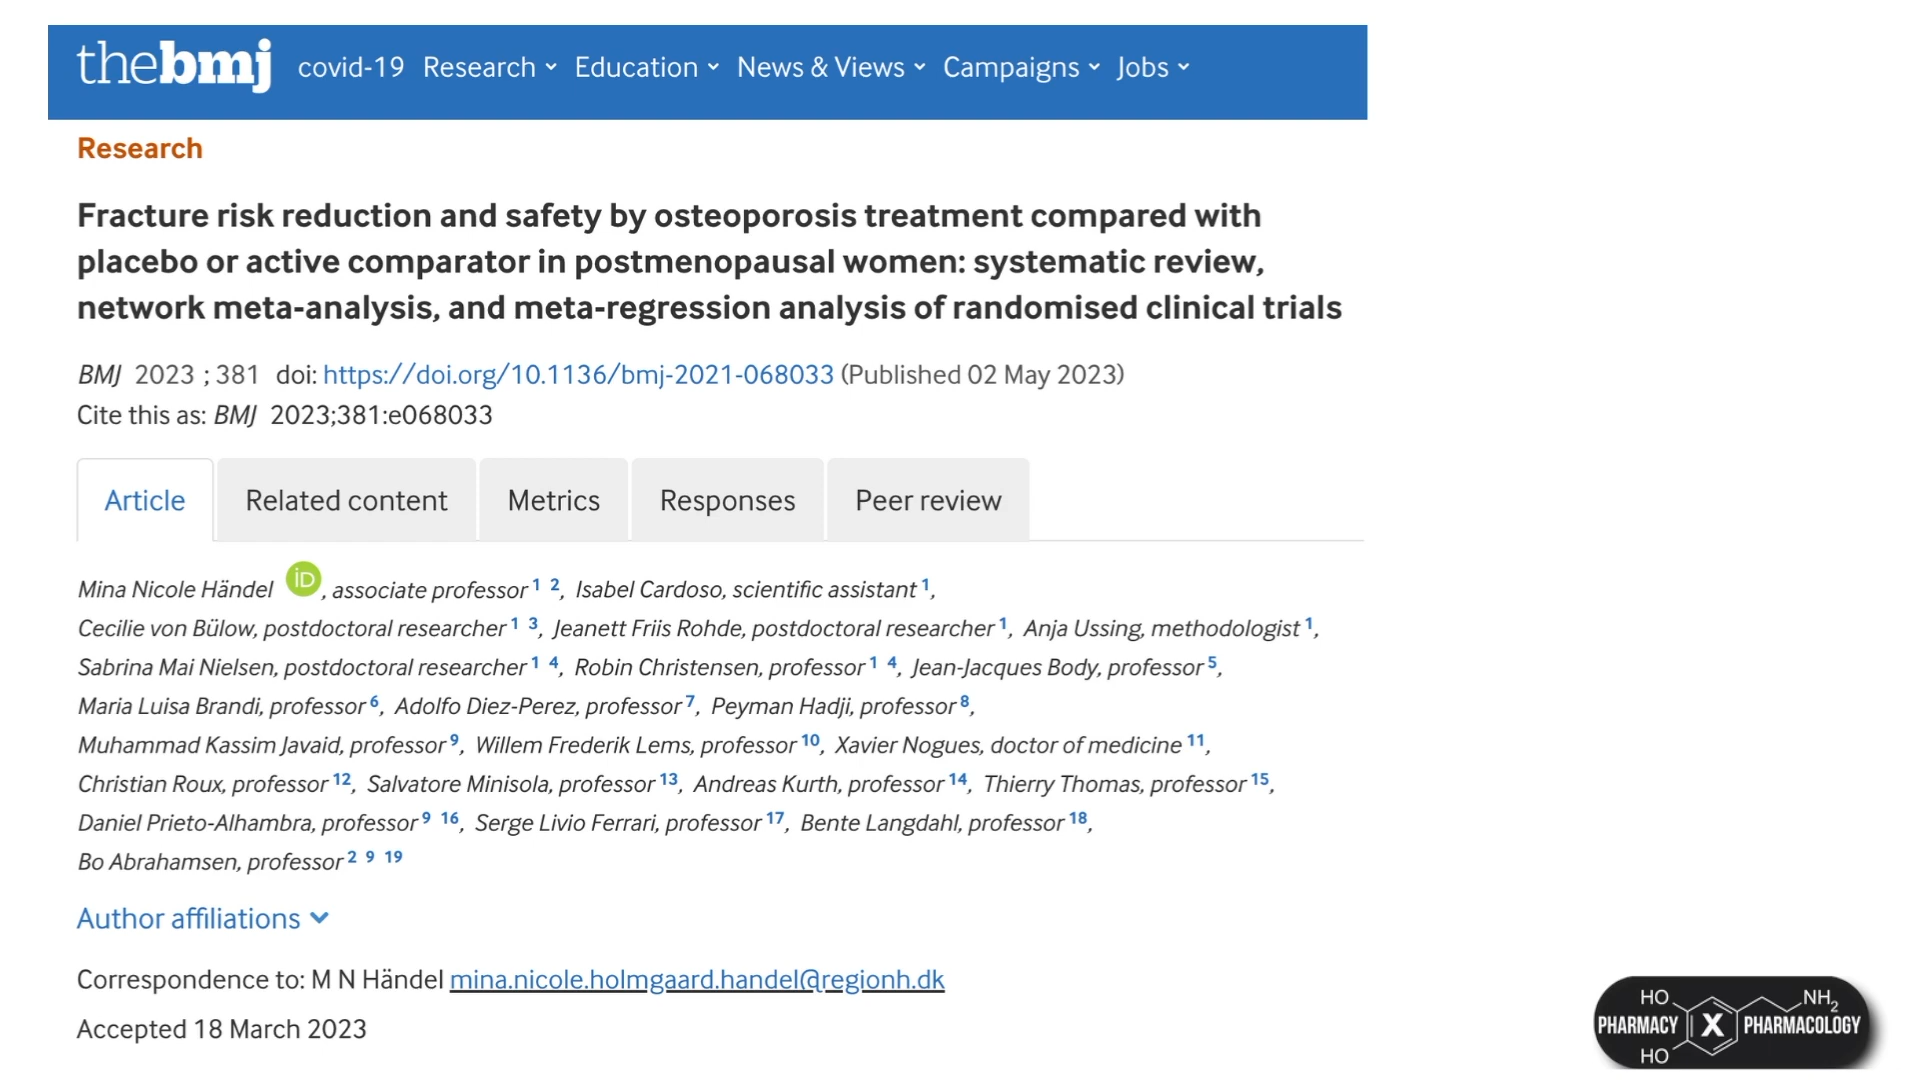 thebmj covid-19 Research Education News & Views Campaigns Jobs
Research
Fracture risk reduction and safety by osteoporosis treatment compared with
placebo or active comparator in postmenopausal women: systematic review,
network meta-analysis, and meta-regression analysis of randomised clinical trials
BMJ 2023 ; 381 doi: https://doi.org/10.1136/bmj-2021-068033 (Published 02 May 2023)
Cite this as: BMJ 2023;381:e068033
Article Related content Metrics Responses Peer review
Mina Nicole Händel iD, associate professor 1 2, Isabel Cardoso, scientific assistant 1,
Cecilie von Bülow, postdoctoral researcher 1 3, Jeanett Friis Rohde, postdoctoral researcher 1, Anja Ussing, methodologist 1,
Sabrina Mai Nielsen, postdoctoral researcher 1 4, Robin Christensen, professor 1 4, Jean-Jacques Body, professor 5,
Maria Luisa Brandi, professor 6, Adolfo Diez-Perez, professor 7, Peyman Hadji, professor 8,
Muhammad Kassim Javaid, professor 9, Willem Frederik Lems, professor 10, Xavier Nogues, doctor of medicine 11,
Christian Roux, professor 12, Salvatore Minisola, professor 13, Andreas Kurth, professor 14, Thierry Thomas, professor 15,
Daniel Prieto-Alhambra, professor 9 16, Serge Livio Ferrari, professor 17, Bente Langdahl, professor 18,
Bo Abrahamsen, professor 2 9 19
Author affiliations
Correspondence to: M N Händel mina.nicole.holmgaard.handel@regionh.dk
Accepted 18 March 2023
HO NH2
PHARMACY X PHARMACOLOGY
HO